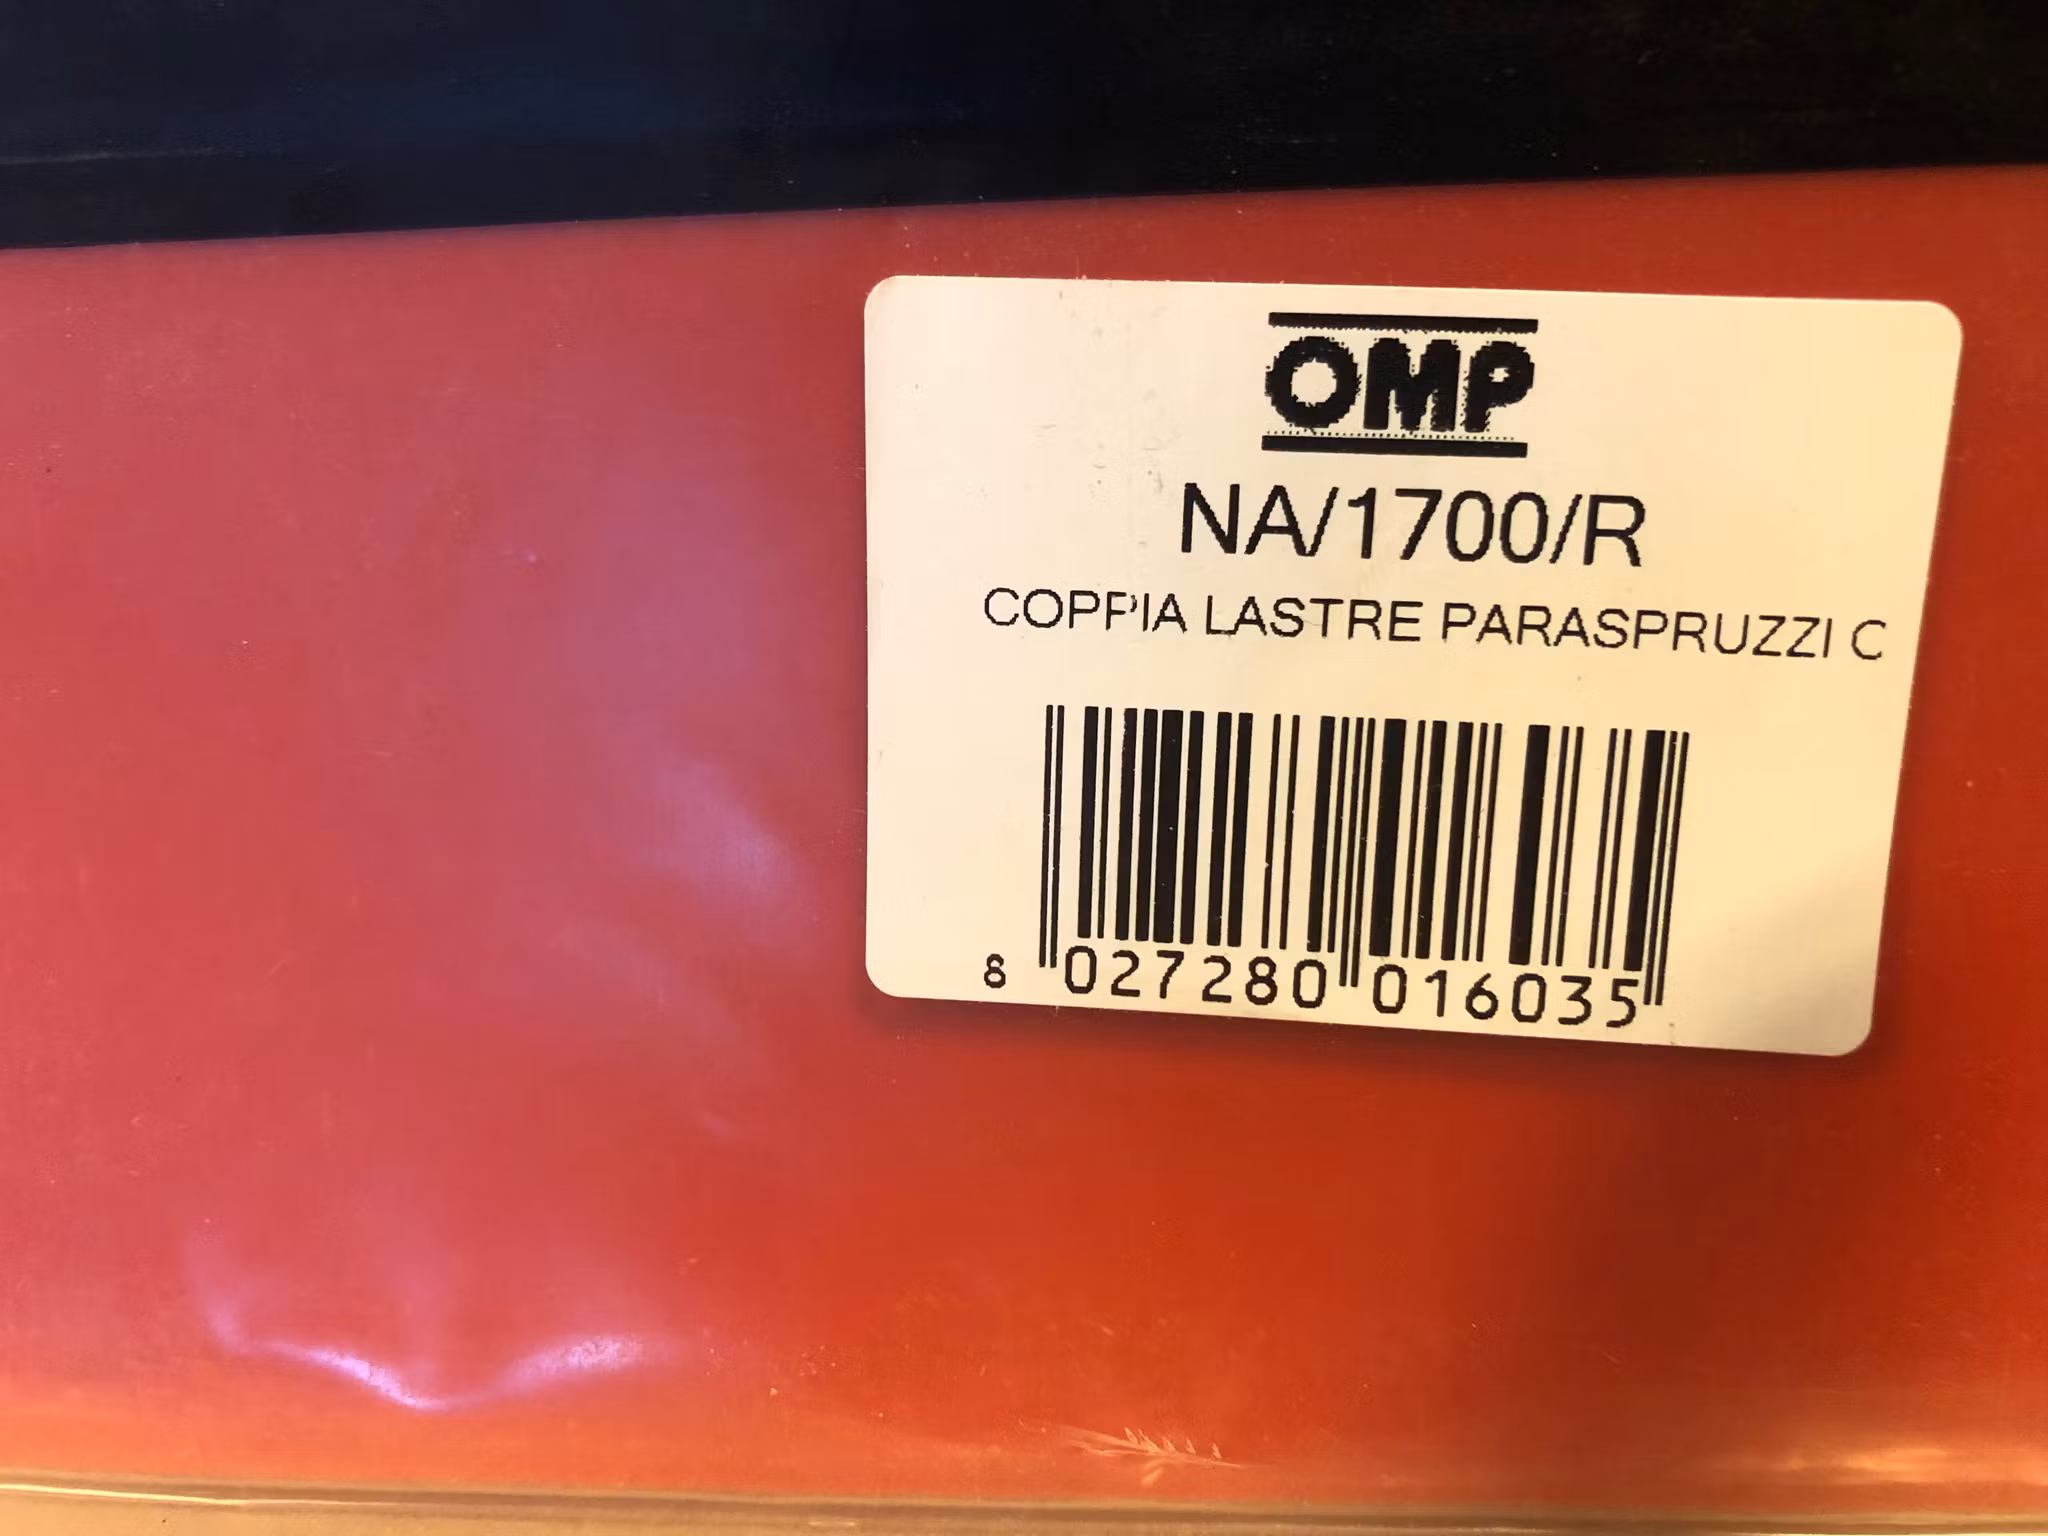 OMP
NA/1700/R
COPPIA LASTRE PARASPRUZZI C
8 027280 016035